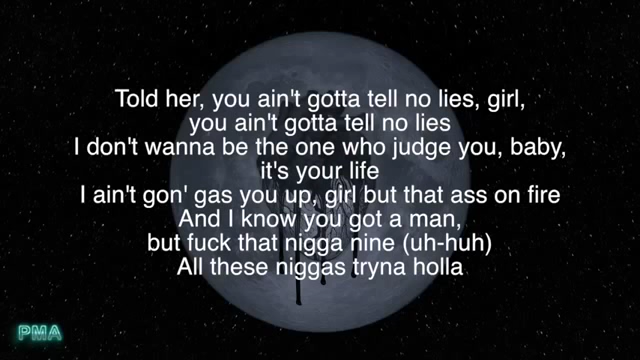 Told her, you ain't gotta tell no lies, girl,
you ain't gotta tell no lies
I don't wanna be the one who judge you, baby,
it's your life
I ain't gon' gas you up, girl but that ass on fire
And I know you got a man,
but fuck that nigga nine (uh-huh)
All these niggas tryna holla
PMA